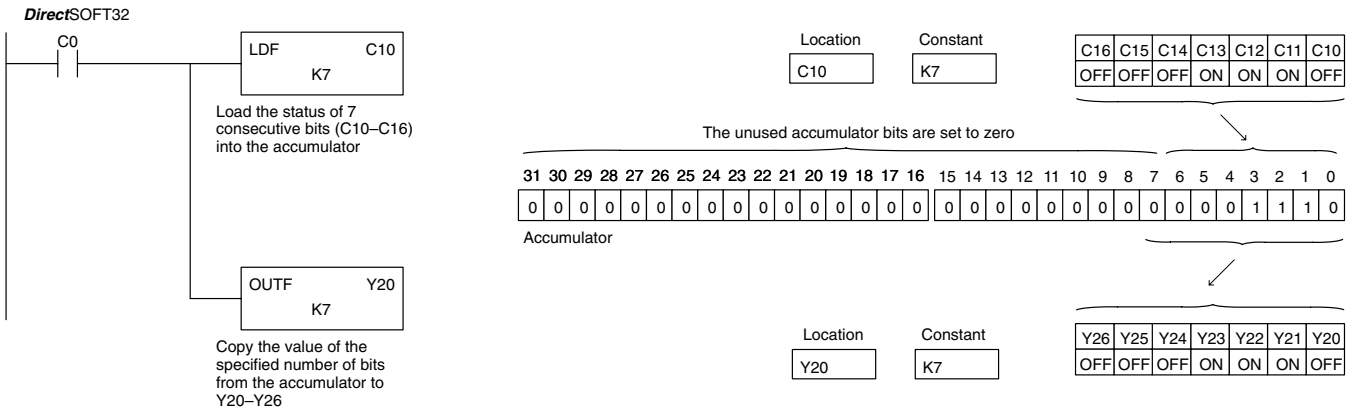 DirectSOFT32
C0
LDF C10
K7
Load the status of 7
consecutive bits (C10–C16)
into the accumulator
OUTF Y20
K7
Copy the value of the
specified number of bits
from the accumulator to
Y20–Y26
Location Constant
C10 K7
C16 C15 C14 C13 C12 C11 C10
OFF OFF OFF ON ON ON OFF
The unused accumulator bits are set to zero
31 30 29 28 27 26 25 24 23 22 21 20 19 18 17 16 15 14 13 12 11 10 9 8 7 6 5 4 3 2 1 0
0 0 0 0 0 0 0 0 0 0 0 0 0 0 0 0 0 0 0 0 0 0 0 0 0 0 0 0 1 1 1 0
Accumulator
Location Constant
Y20 K7
Y26 Y25 Y24 Y23 Y22 Y21 Y20
OFF OFF OFF ON ON ON OFF